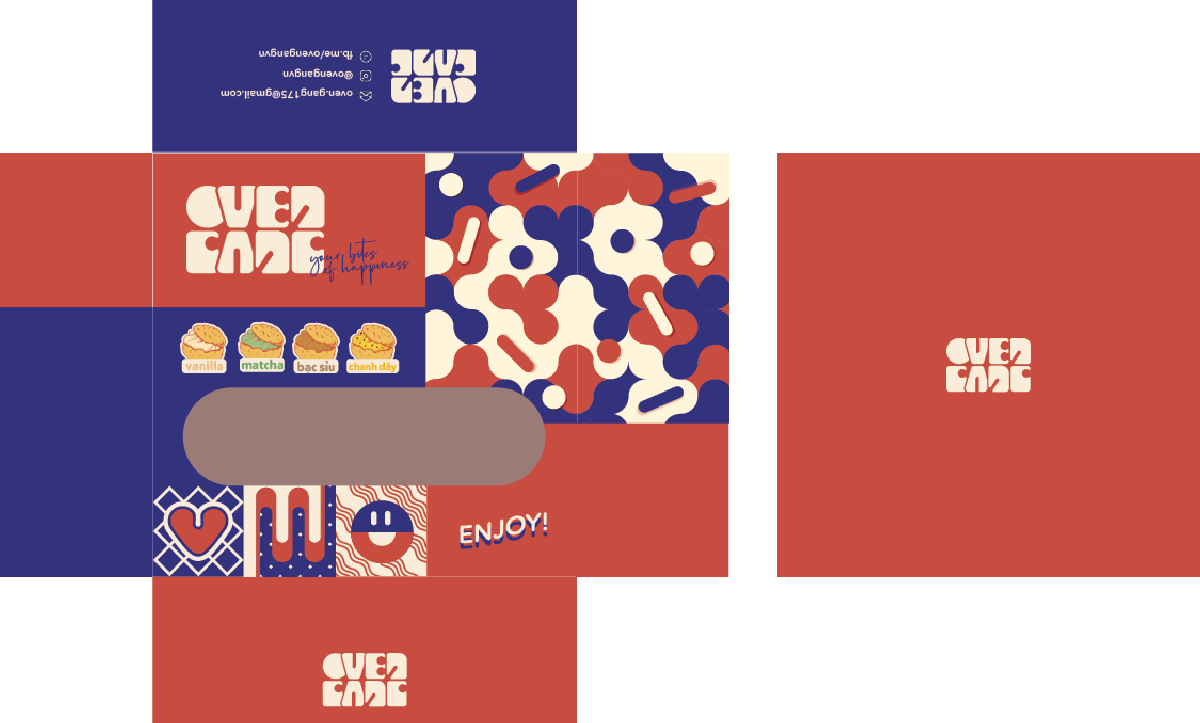 OVEN
GANG
oven.gang175@gmail.com
@ovengangvn
fb.me/ovengangvn
OVEN
GANG
your bites
of happiness
vanilla
matcha
bạc sỉu
chanh dây
ENJOY!
OVEN
GANG
OVEN
GANG